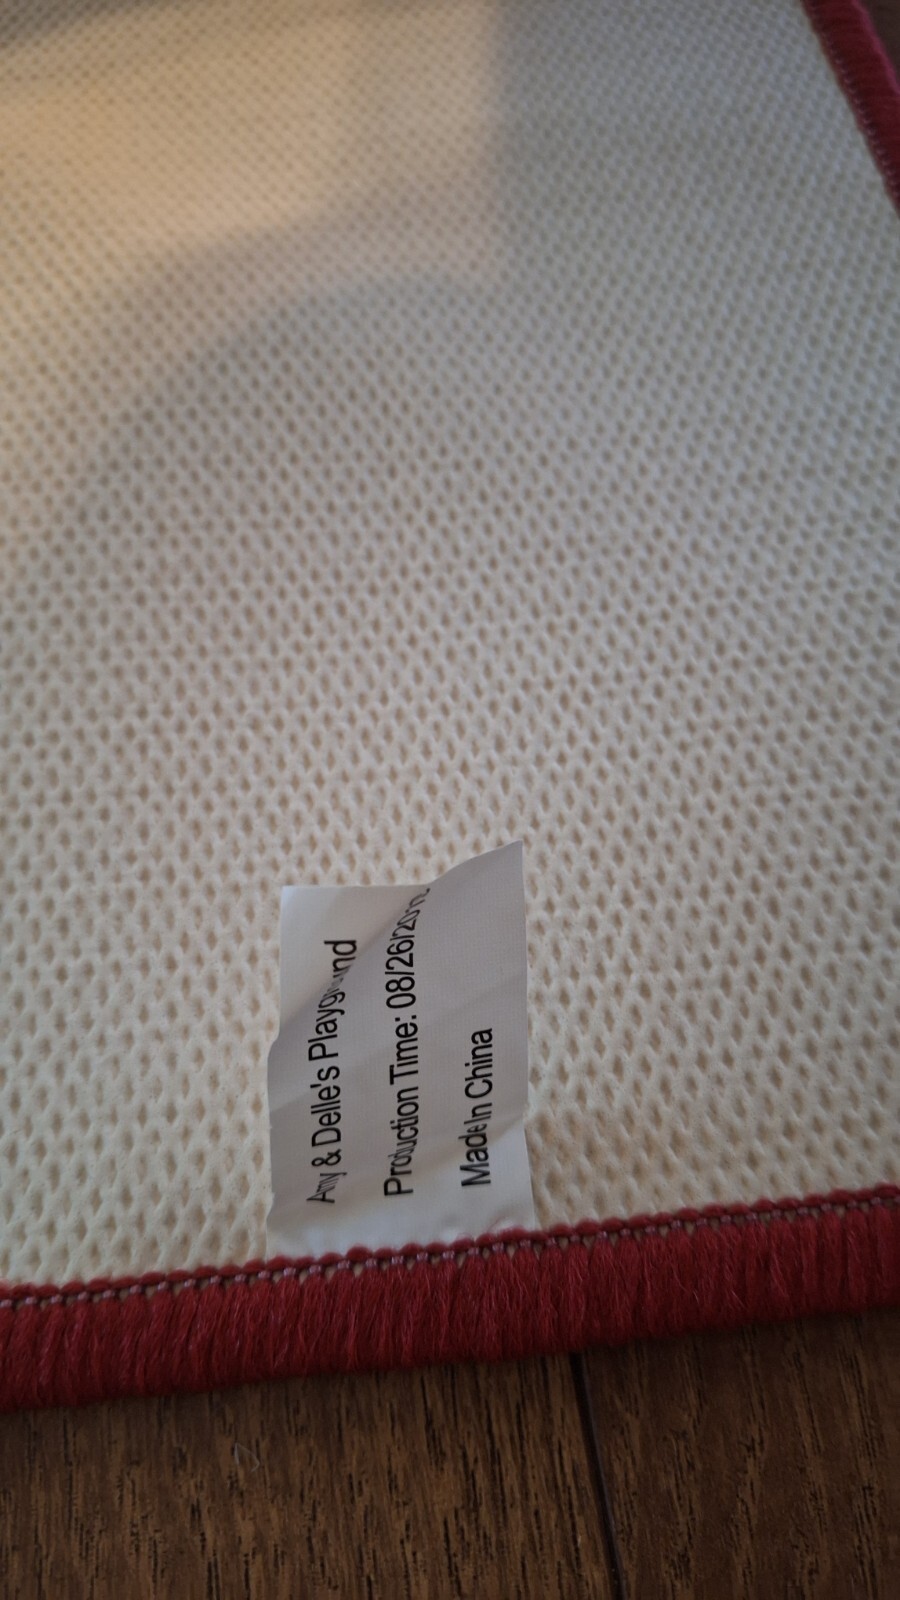 Amy & Delle's Playground
Production Time: 08/26/20
Made In China